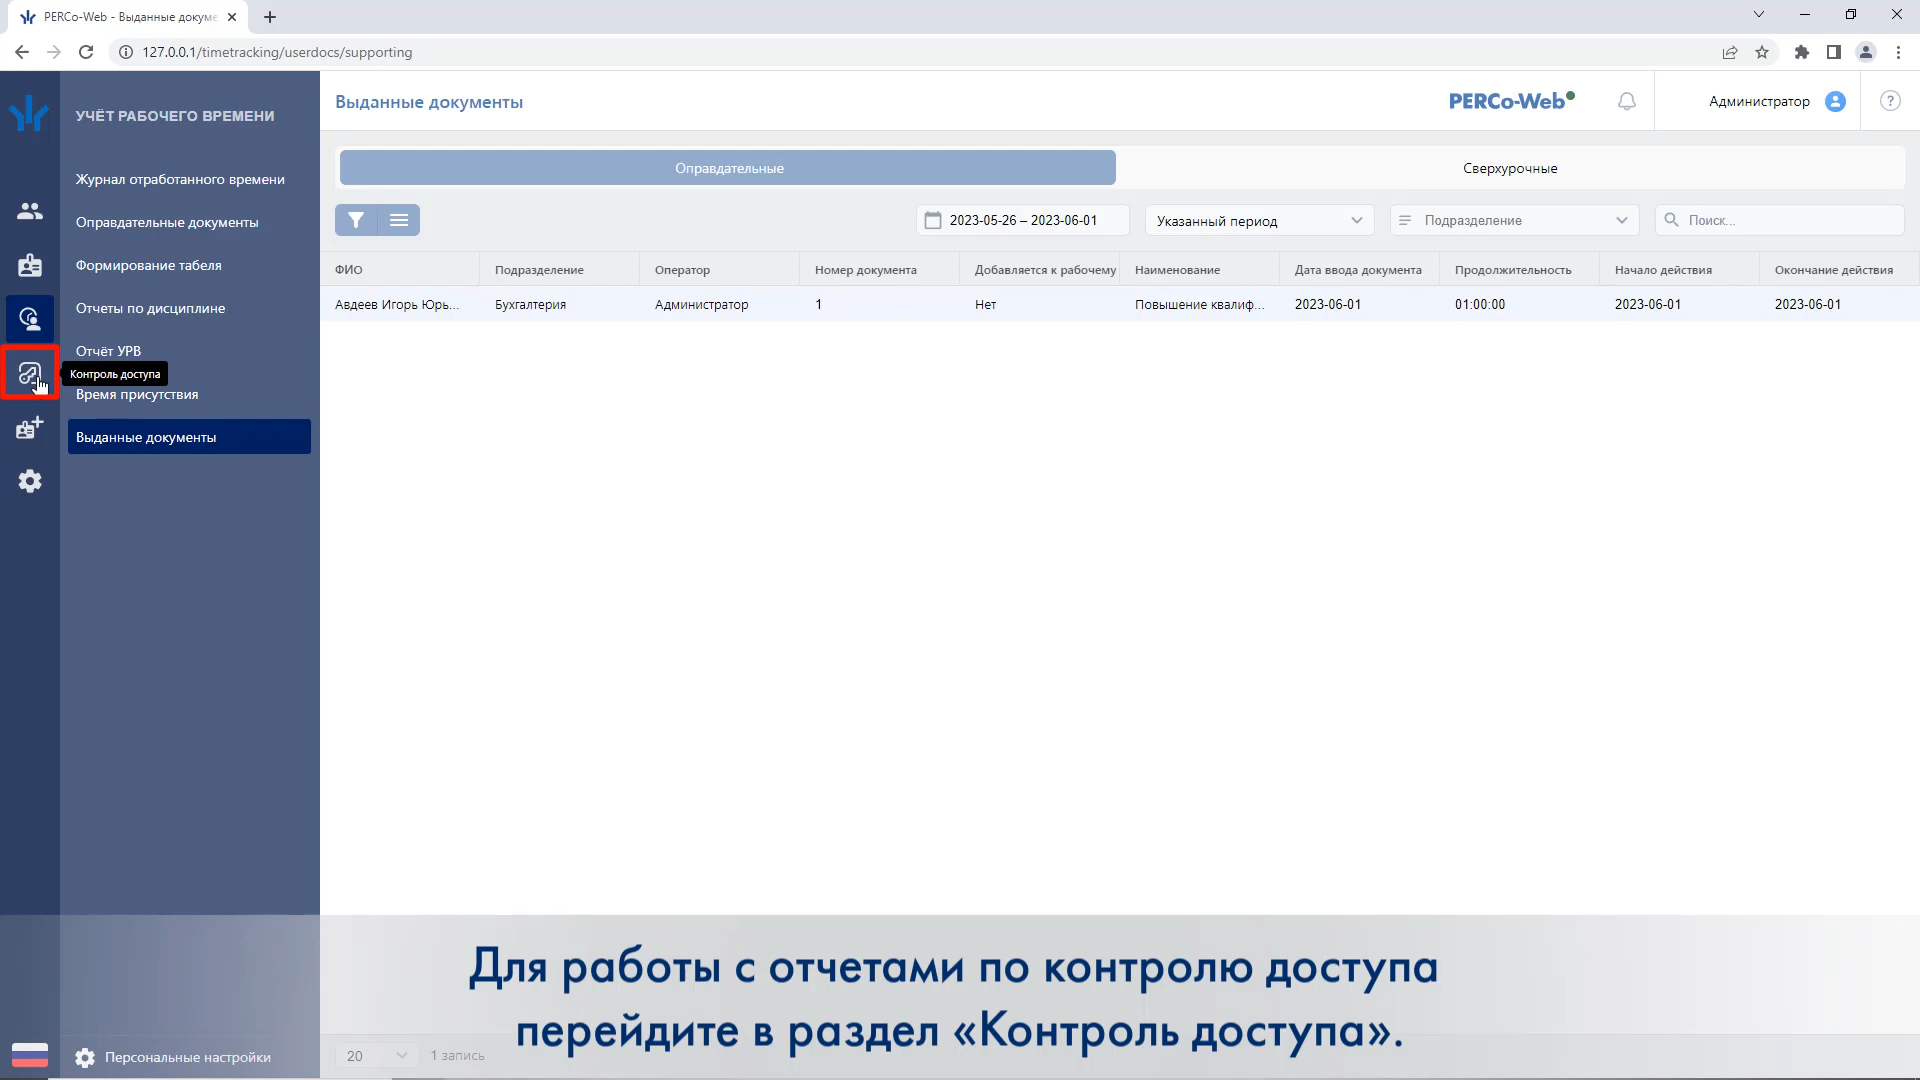 PERCo-Web - Выданные докуме
127.0.0.1/timetracking/userdocs/supporting
УЧЁТ РАБОЧЕГО ВРЕМЕНИ
Выданные документы
PERCo-Web
Администратор
?
Оправдательные
Сверхурочные
Журнал отработанного времени
Оправдательные документы
Формирование табеля
Отчеты по дисциплине
Отчёт УРВ
Контроль доступа
Время присутствия
Выданные документы
2023-05-26 – 2023-06-01
Указанный период
Подразделение
Поиск...
ФИО Подразделение Оператор Номер документа Добавляется к рабочему Наименование Дата ввода документа Продолжительность Начало действия Окончание действия
Авдеев Игорь Юрь... Бухгалтерия Администратор 1 Нет Повышение квалиф... 2023-06-01 01:00:00 2023-06-01 2023-06-01
Для работы с отчетами по контролю доступа
перейдите в раздел «Контроль доступа».
Персональные настройки
20
1 запись